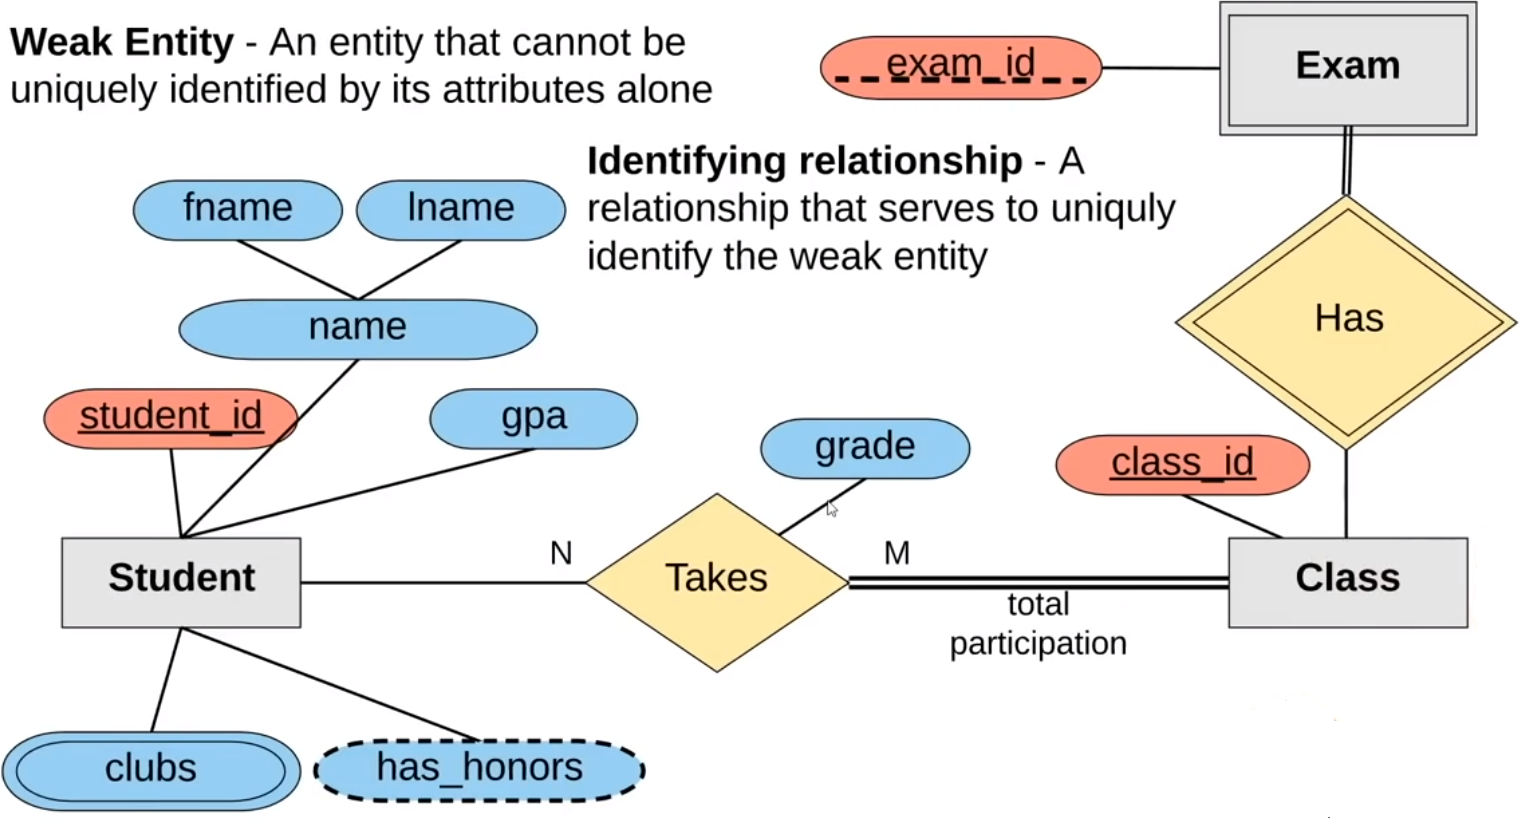 Weak Entity - An entity that cannot be
uniquely identified by its attributes alone
exam_id
Exam
Identifying relationship - A
relationship that serves to uniquly
identify the weak entity
fname
lname
name
Has
student_id
gpa
grade
class_id
Student
N
Takes
M
total
participation
Class
clubs
has_honors